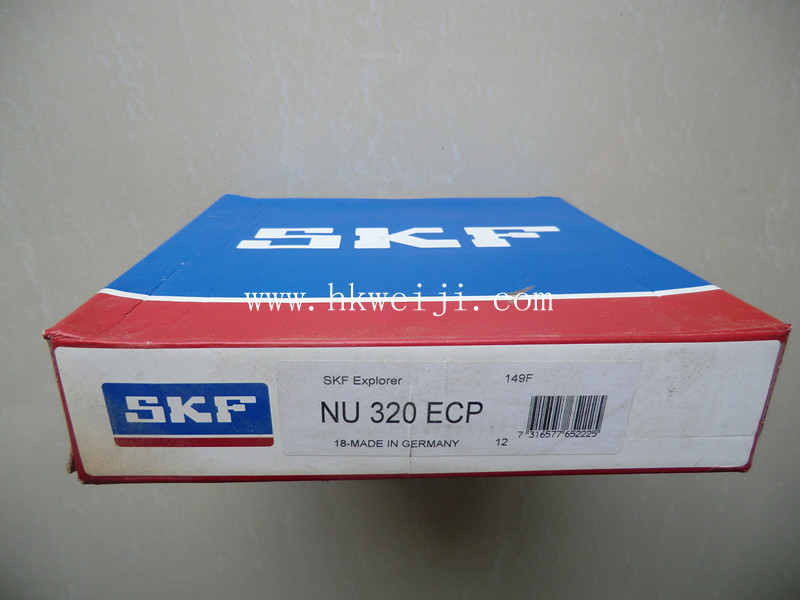 SKF
www.hkweiji.com
SKF
SKF Explorer 149F
NU 320 ECP
18-MADE IN GERMANY 12
7 316577 652225